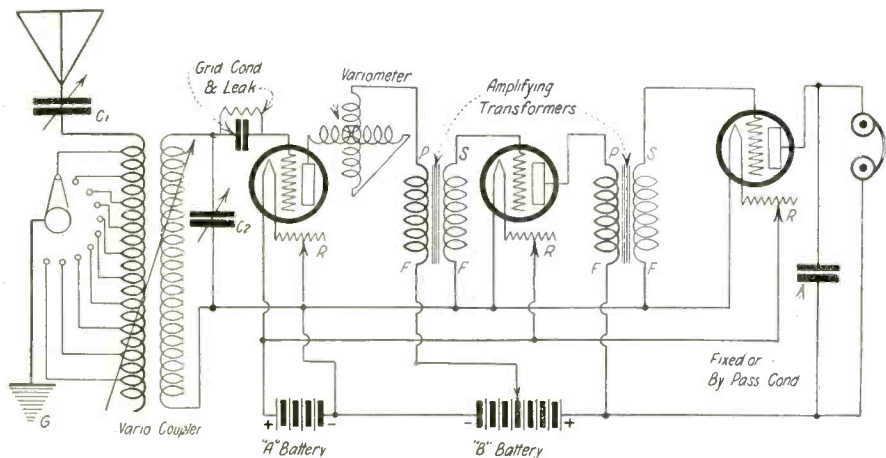 Grid Cond
& Leak
Variometer
Amplifying
Transformers
C1
P
S
P
S
C2
R
R
R
F
F
F
F
Fixed or
By Pass Cond
G
Vario Coupler
+
-
-
+
"A" Battery
"B" Battery